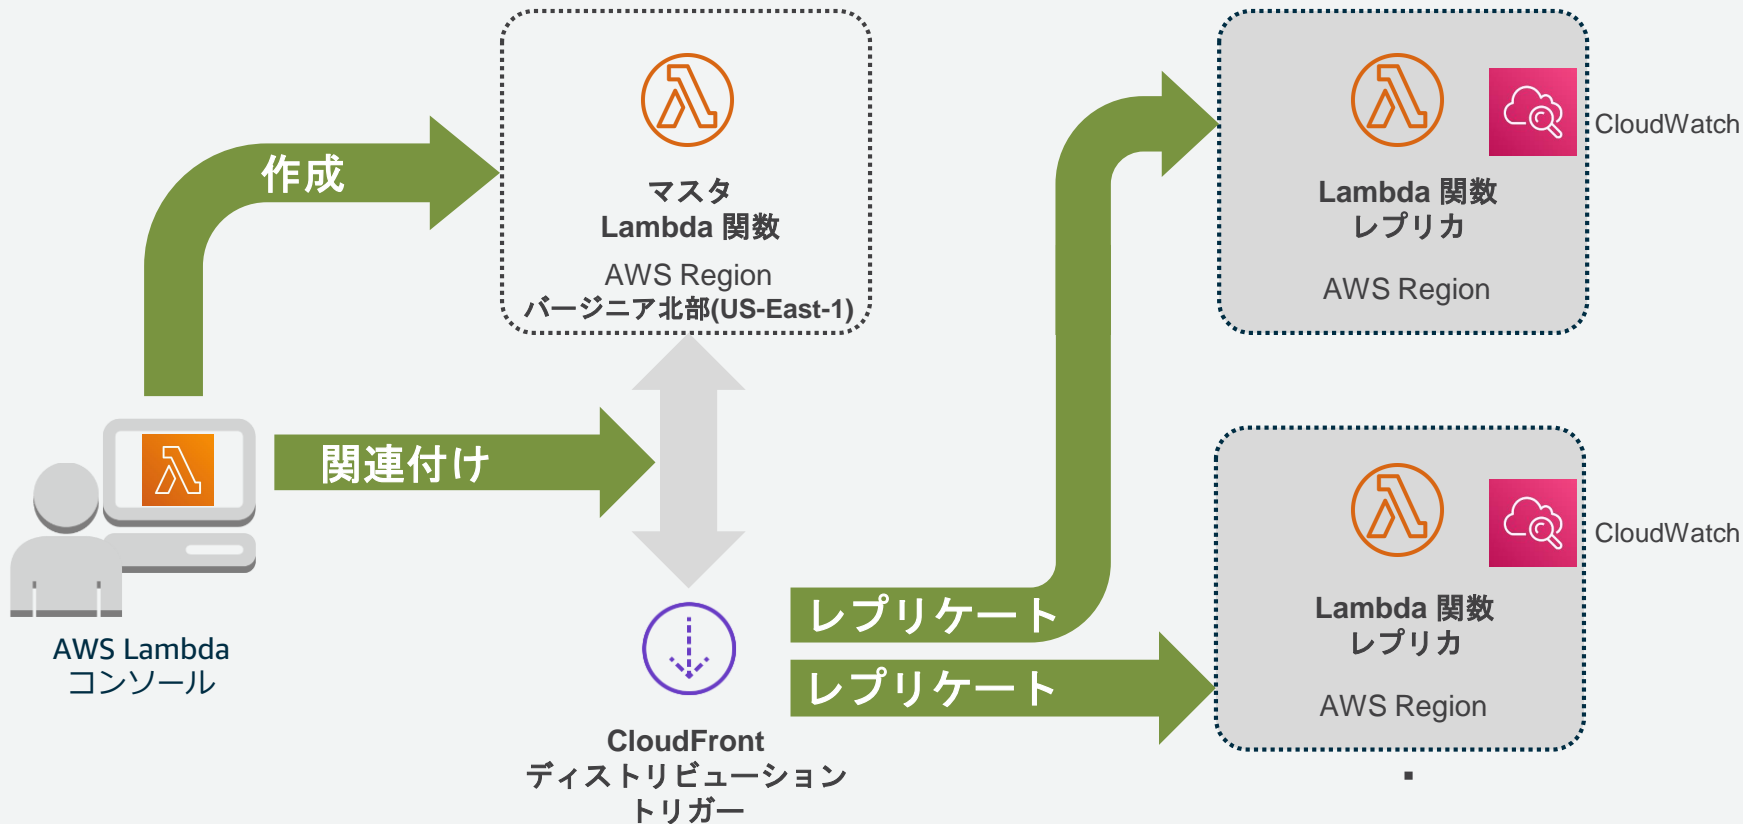 作成
マスタ
Lambda 関数
AWS Region
バージニア北部(US-East-1)
関連付け
AWS Lambda
コンソール
CloudFront
ディストリビューション
トリガー
レプリケート
レプリケート
Lambda 関数
レプリカ
AWS Region
CloudWatch
Lambda 関数
レプリカ
AWS Region
CloudWatch